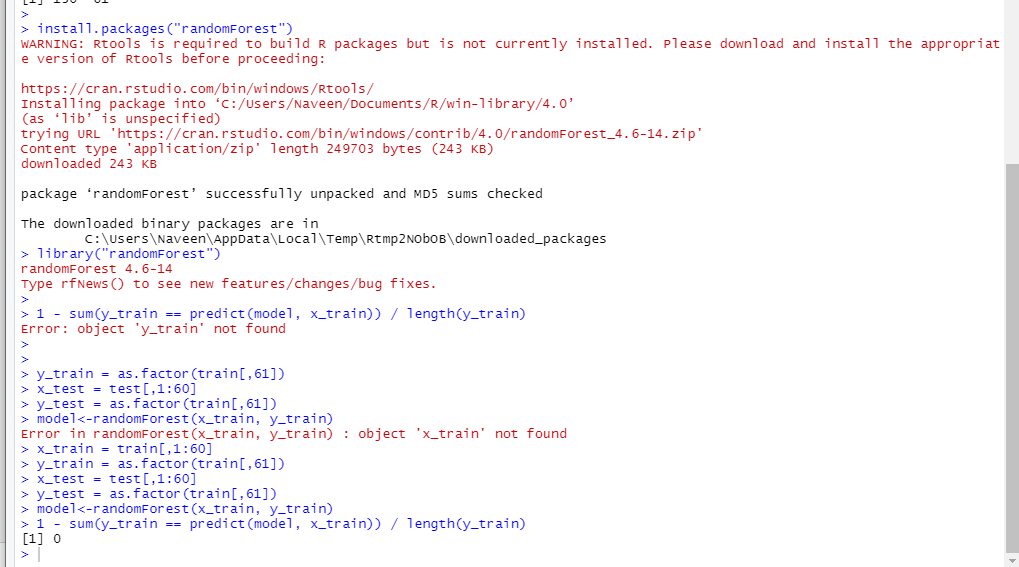 >
> install.packages("randomForest")
WARNING: Rtools is required to build R packages but is not currently installed. Please download and install the appropriat
e version of Rtools before proceeding:
https://cran.rstudio.com/bin/windows/Rtools/
Installing package into ‘C:/Users/Naveen/Documents/R/win-library/4.0’
(as ‘lib’ is unspecified)
trying URL 'https://cran.rstudio.com/bin/windows/contrib/4.0/randomForest_4.6-14.zip'
Content type 'application/zip' length 249703 bytes (243 KB)
downloaded 243 KB
package ‘randomForest’ successfully unpacked and MD5 sums checked
The downloaded binary packages are in
C:\Users\Naveen\AppData\Local\Temp\Rtmp2NObOB\downloaded_packages
> library("randomForest")
randomForest 4.6-14
Type rfNews() to see new features/changes/bug fixes.
>
> 1 - sum(y_train == predict(model, x_train)) / length(y_train)
Error: object 'y_train' not found
>
>
> y_train = as.factor(train[,61])
> x_test = test[,1:60]
> y_test = as.factor(train[,61])
> model<-randomForest(x_train, y_train)
Error in randomForest(x_train, y_train) : object 'x_train' not found
> x_train = train[,1:60]
> y_train = as.factor(train[,61])
> x_test = test[,1:60]
> y_test = as.factor(train[,61])
> model<-randomForest(x_train, y_train)
> 1 - sum(y_train == predict(model, x_train)) / length(y_train)
[1] 0
>